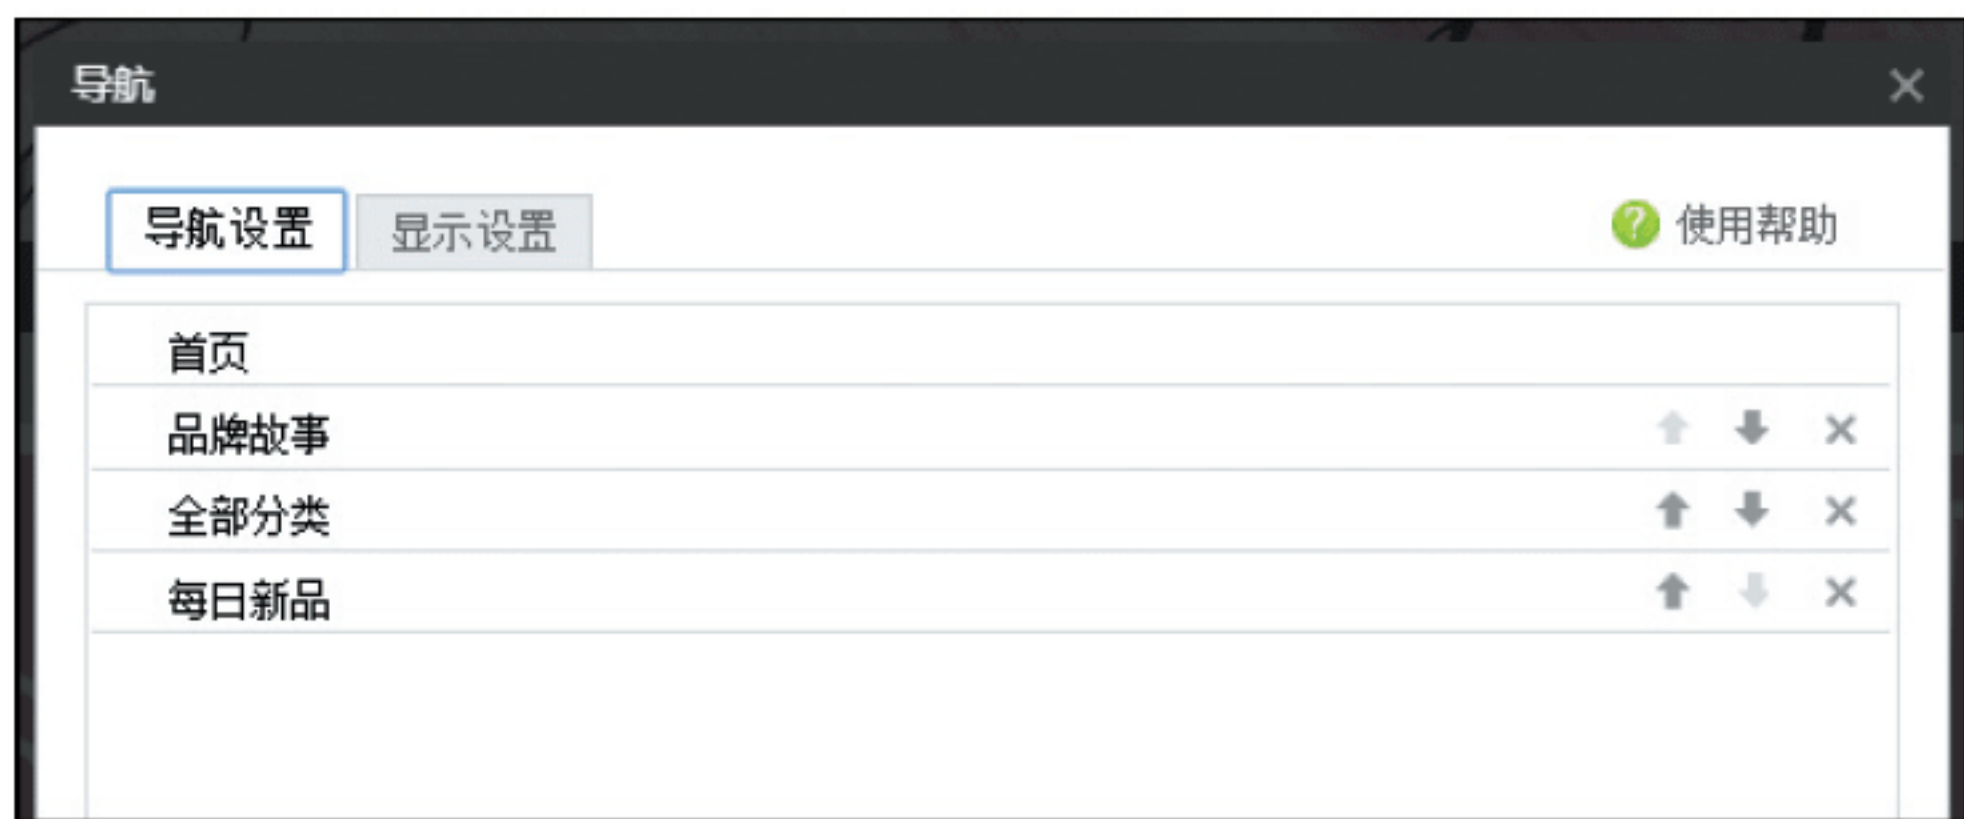 导航
导航设置 显示设置 使用帮助
首页
品牌故事
全部分类
每日新品